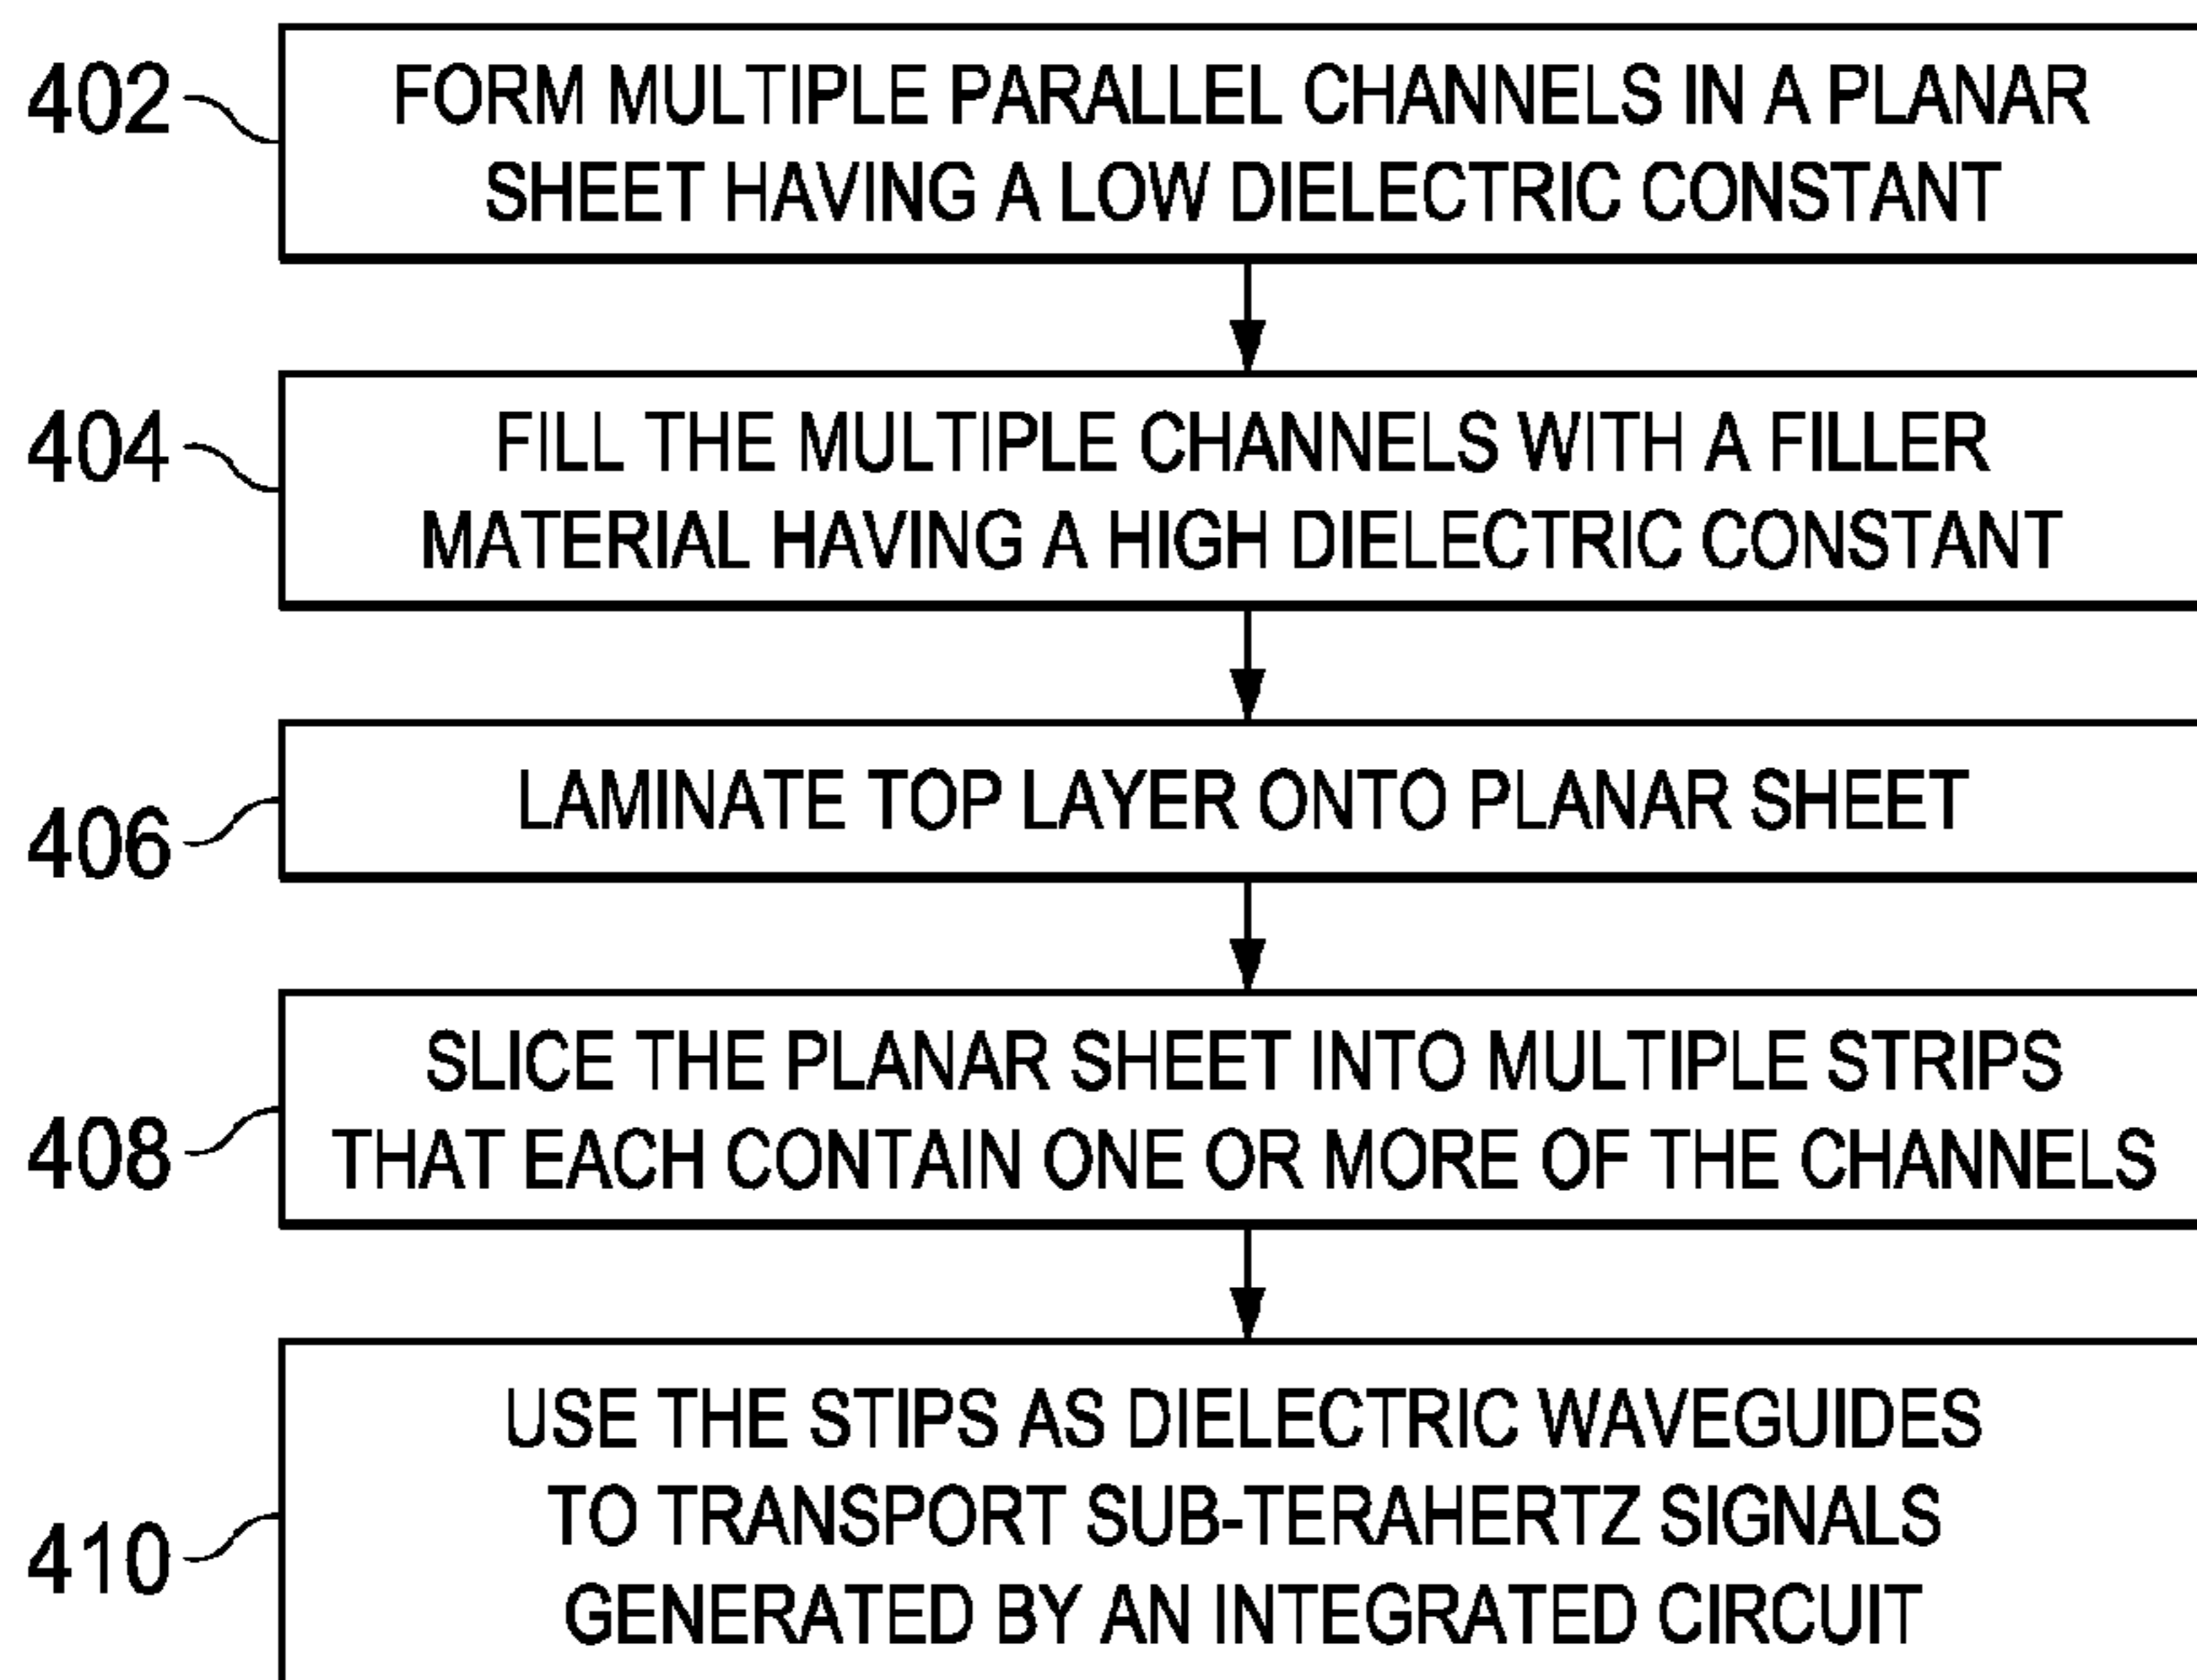 402
FORM MULTIPLE PARALLEL CHANNELS IN A PLANAR
SHEET HAVING A LOW DIELECTRIC CONSTANT
404
FILL THE MULTIPLE CHANNELS WITH A FILLER
MATERIAL HAVING A HIGH DIELECTRIC CONSTANT
406
LAMINATE TOP LAYER ONTO PLANAR SHEET
408
SLICE THE PLANAR SHEET INTO MULTIPLE STRIPS
THAT EACH CONTAIN ONE OR MORE OF THE CHANNELS
410
USE THE STIPS AS DIELECTRIC WAVEGUIDES
TO TRANSPORT SUB-TERAHERTZ SIGNALS
GENERATED BY AN INTEGRATED CIRCUIT